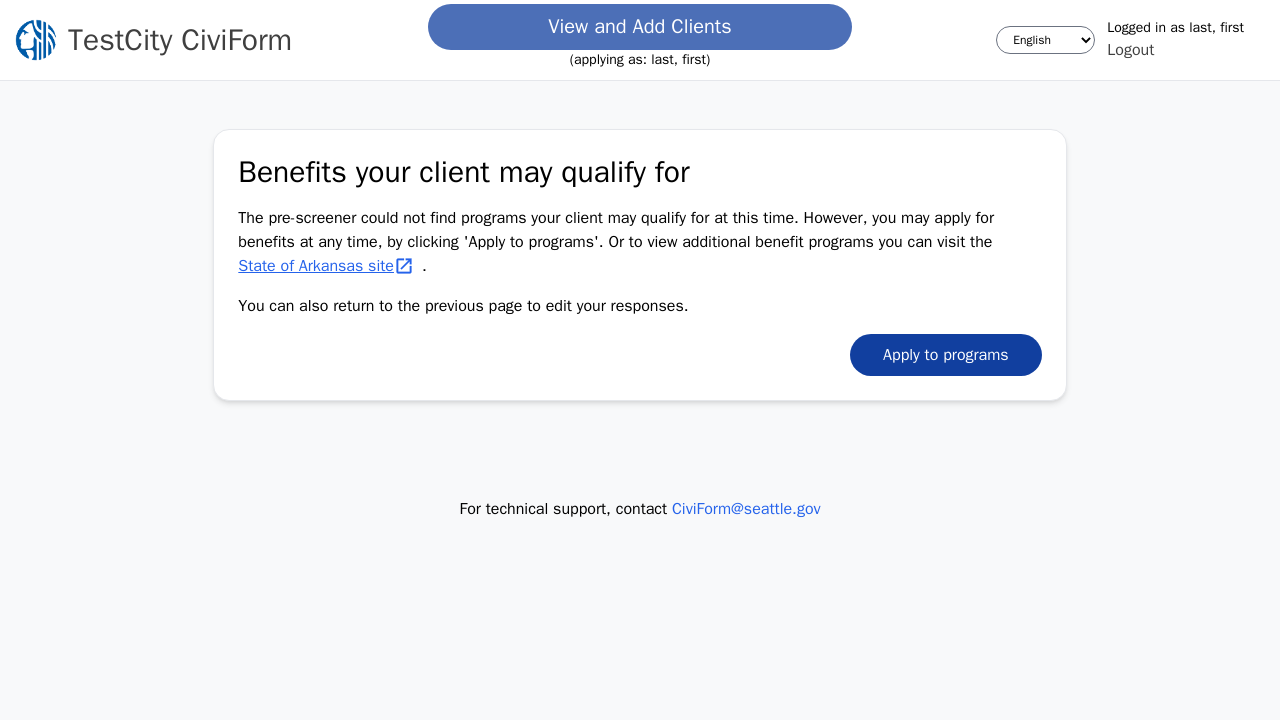 TestCity CiviForm
View and Add Clients
(applying as: last, first)
English
Logged in as last, first
Logout
Benefits your client may qualify for
The pre-screener could not find programs your client may qualify for at this time. However, you may apply for
benefits at any time, by clicking 'Apply to programs'. Or to view additional benefit programs you can visit the
State of Arkansas site .
You can also return to the previous page to edit your responses.
Apply to programs
For technical support, contact CiviForm@seattle.gov